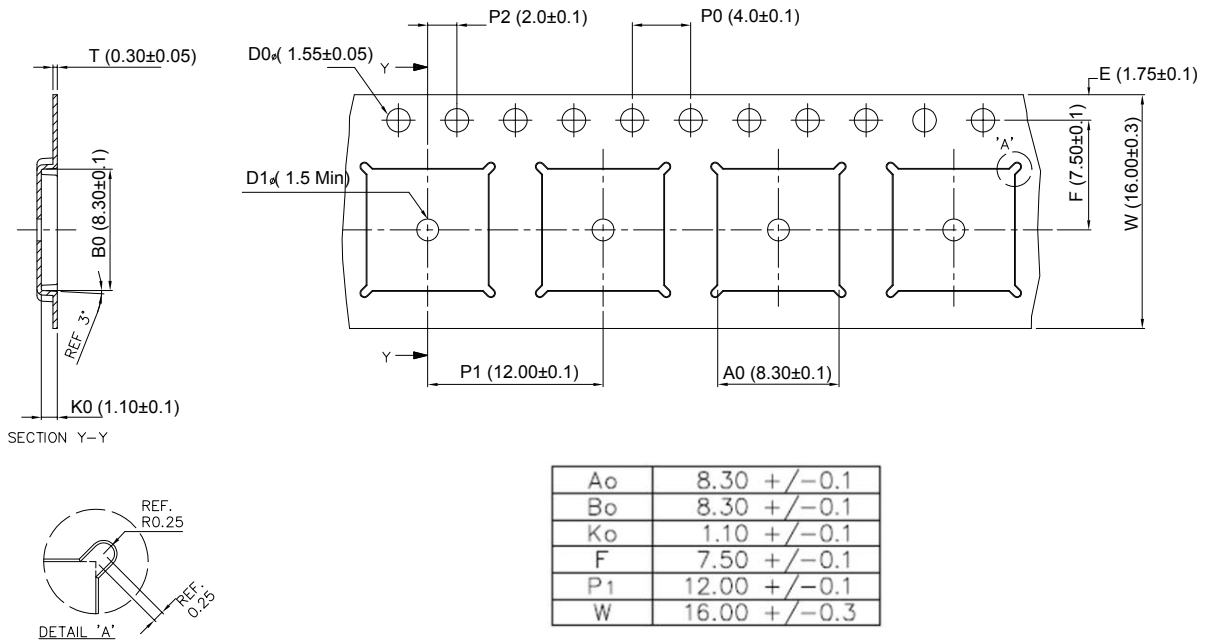 P2 (2.0±0.1)
P0 (4.0±0.1)
T (0.30±0.05)
D0ø( 1.55±0.05)
Y
E (1.75±0.1)
'A'
B0 (8.30±0.1)
D1ø( 1.5 Min)
F (7.50±0.1)
W (16.00±0.3)
REF 3°
Y
P1 (12.00±0.1)
A0 (8.30±0.1)
K0 (1.10±0.1)
SECTION Y-Y
REF.
R0.25
REF.
0.25
DETAIL 'A'
Ao 8.30 +/-0.1
Bo 8.30 +/-0.1
Ko 1.10 +/-0.1
F 7.50 +/-0.1
P1 12.00 +/-0.1
W 16.00 +/-0.3